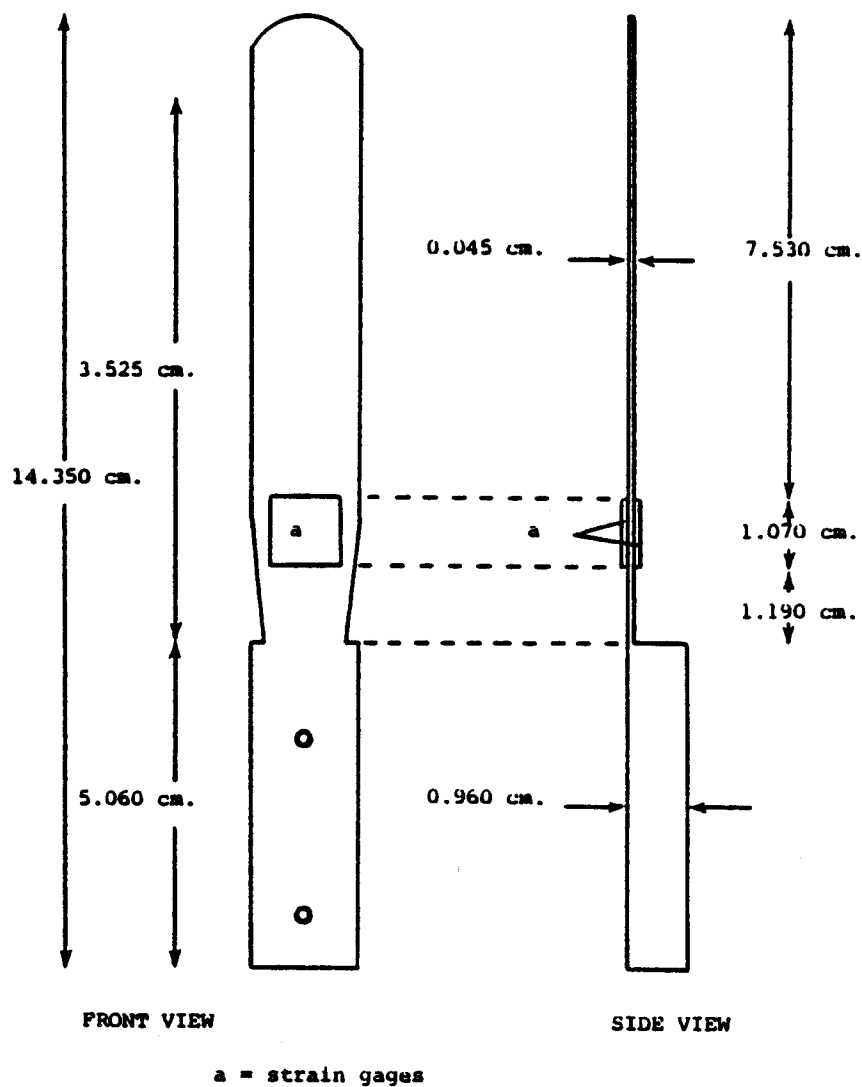 0.045 cm.
7.530 cm.
3.525 cm.
14.350 cm.
a
a
1.070 cm.
1.190 cm.
5.060 cm.
0.960 cm.
FRONT VIEW
SIDE VIEW
a = strain gages